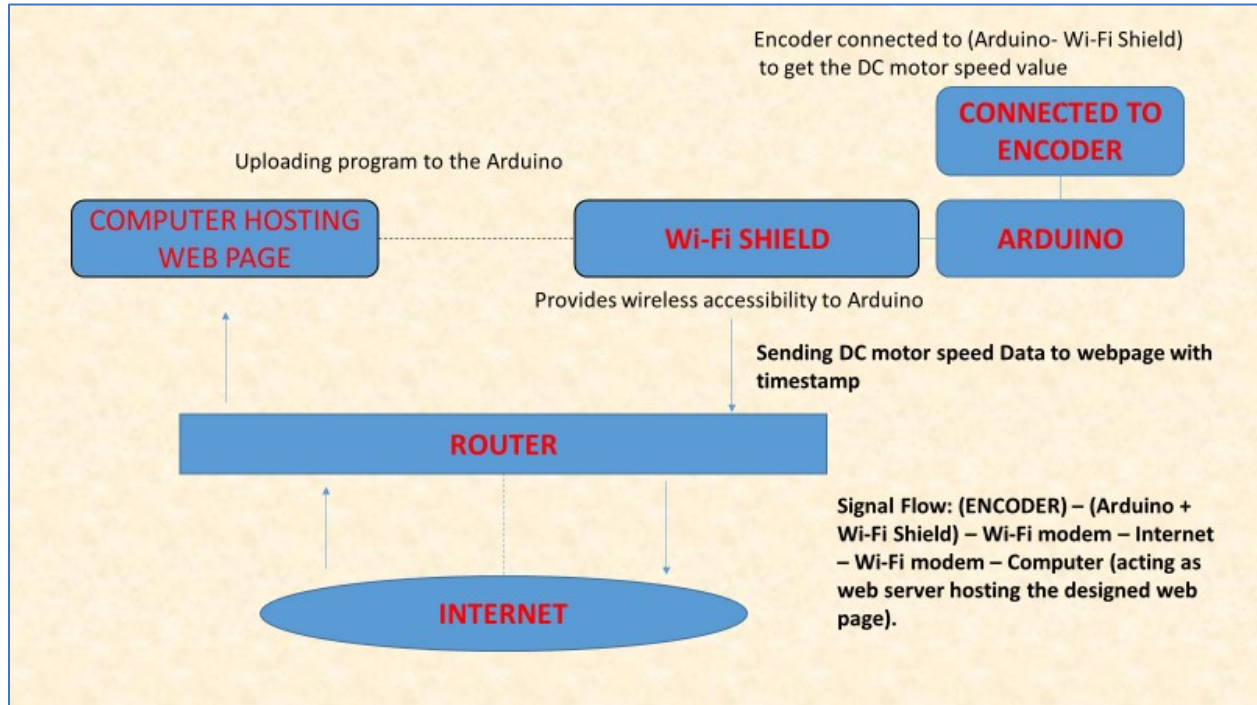 Encoder connected to (Arduino- Wi-Fi Shield)
to get the DC motor speed value
CONNECTED TO
ENCODER
Uploading program to the Arduino
COMPUTER HOSTING
WEB PAGE
Wi-Fi SHIELD
ARDUINO
Provides wireless accessibility to Arduino
Sending DC motor speed Data to webpage with
timestamp
ROUTER
Signal Flow: (ENCODER) – (Arduino +
Wi-Fi Shield) – Wi-Fi modem – Internet
– Wi-Fi modem – Computer (acting as
web server hosting the designed web
page).
INTERNET